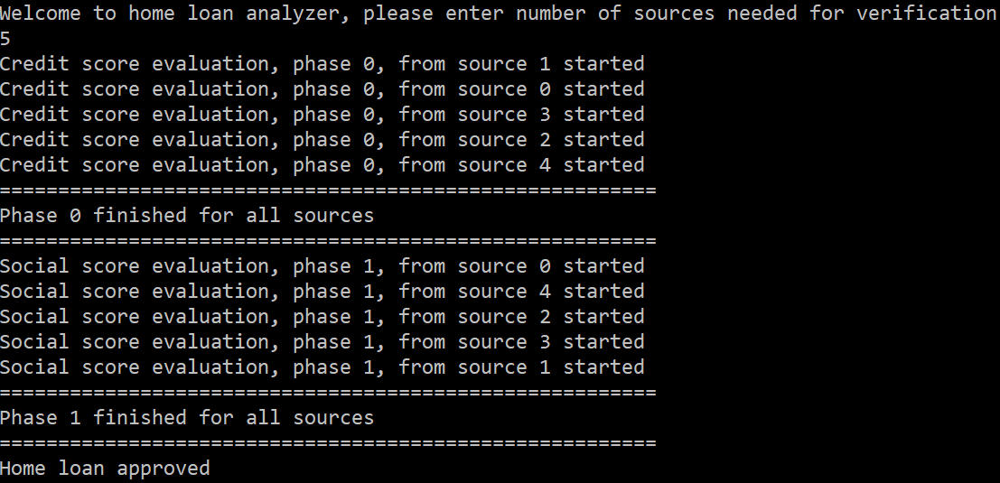 Welcome to home loan analyzer, please enter number of sources needed for verification
5
Credit score evaluation, phase 0, from source 1 started
Credit score evaluation, phase 0, from source 0 started
Credit score evaluation, phase 0, from source 3 started
Credit score evaluation, phase 0, from source 2 started
Credit score evaluation, phase 0, from source 4 started
========================================================
Phase 0 finished for all sources
========================================================
Social score evaluation, phase 1, from source 0 started
Social score evaluation, phase 1, from source 4 started
Social score evaluation, phase 1, from source 2 started
Social score evaluation, phase 1, from source 3 started
Social score evaluation, phase 1, from source 1 started
========================================================
Phase 1 finished for all sources
========================================================
Home loan approved